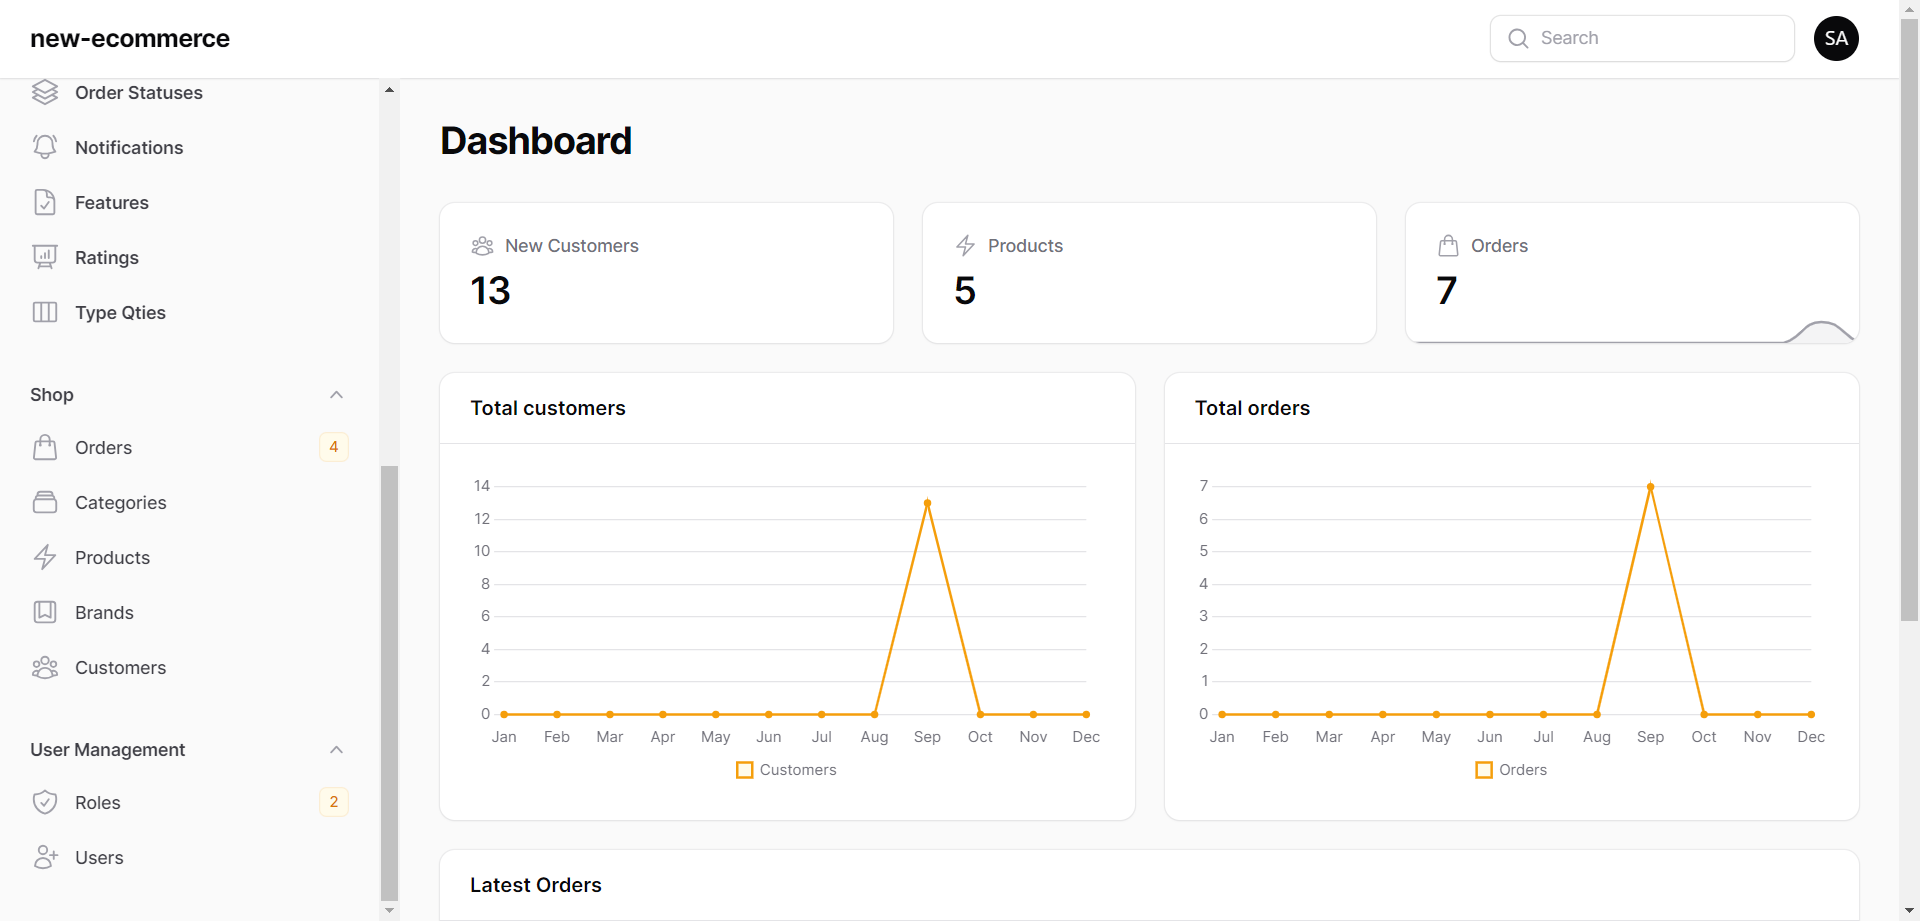 new-ecommerce
Search
SA
Order Statuses
Notifications
Features
Ratings
Type Qties
Shop
Orders 4
Categories
Products
Brands
Customers
User Management
Roles 2
Users
Dashboard
New Customers
13
Products
5
Orders
7
Total customers
14
12
10
8
6
4
2
0
Jan Feb Mar Apr May Jun Jul Aug Sep Oct Nov Dec
Customers
Total orders
7
6
5
4
3
2
1
0
Jan Feb Mar Apr May Jun Jul Aug Sep Oct Nov Dec
Orders
Latest Orders